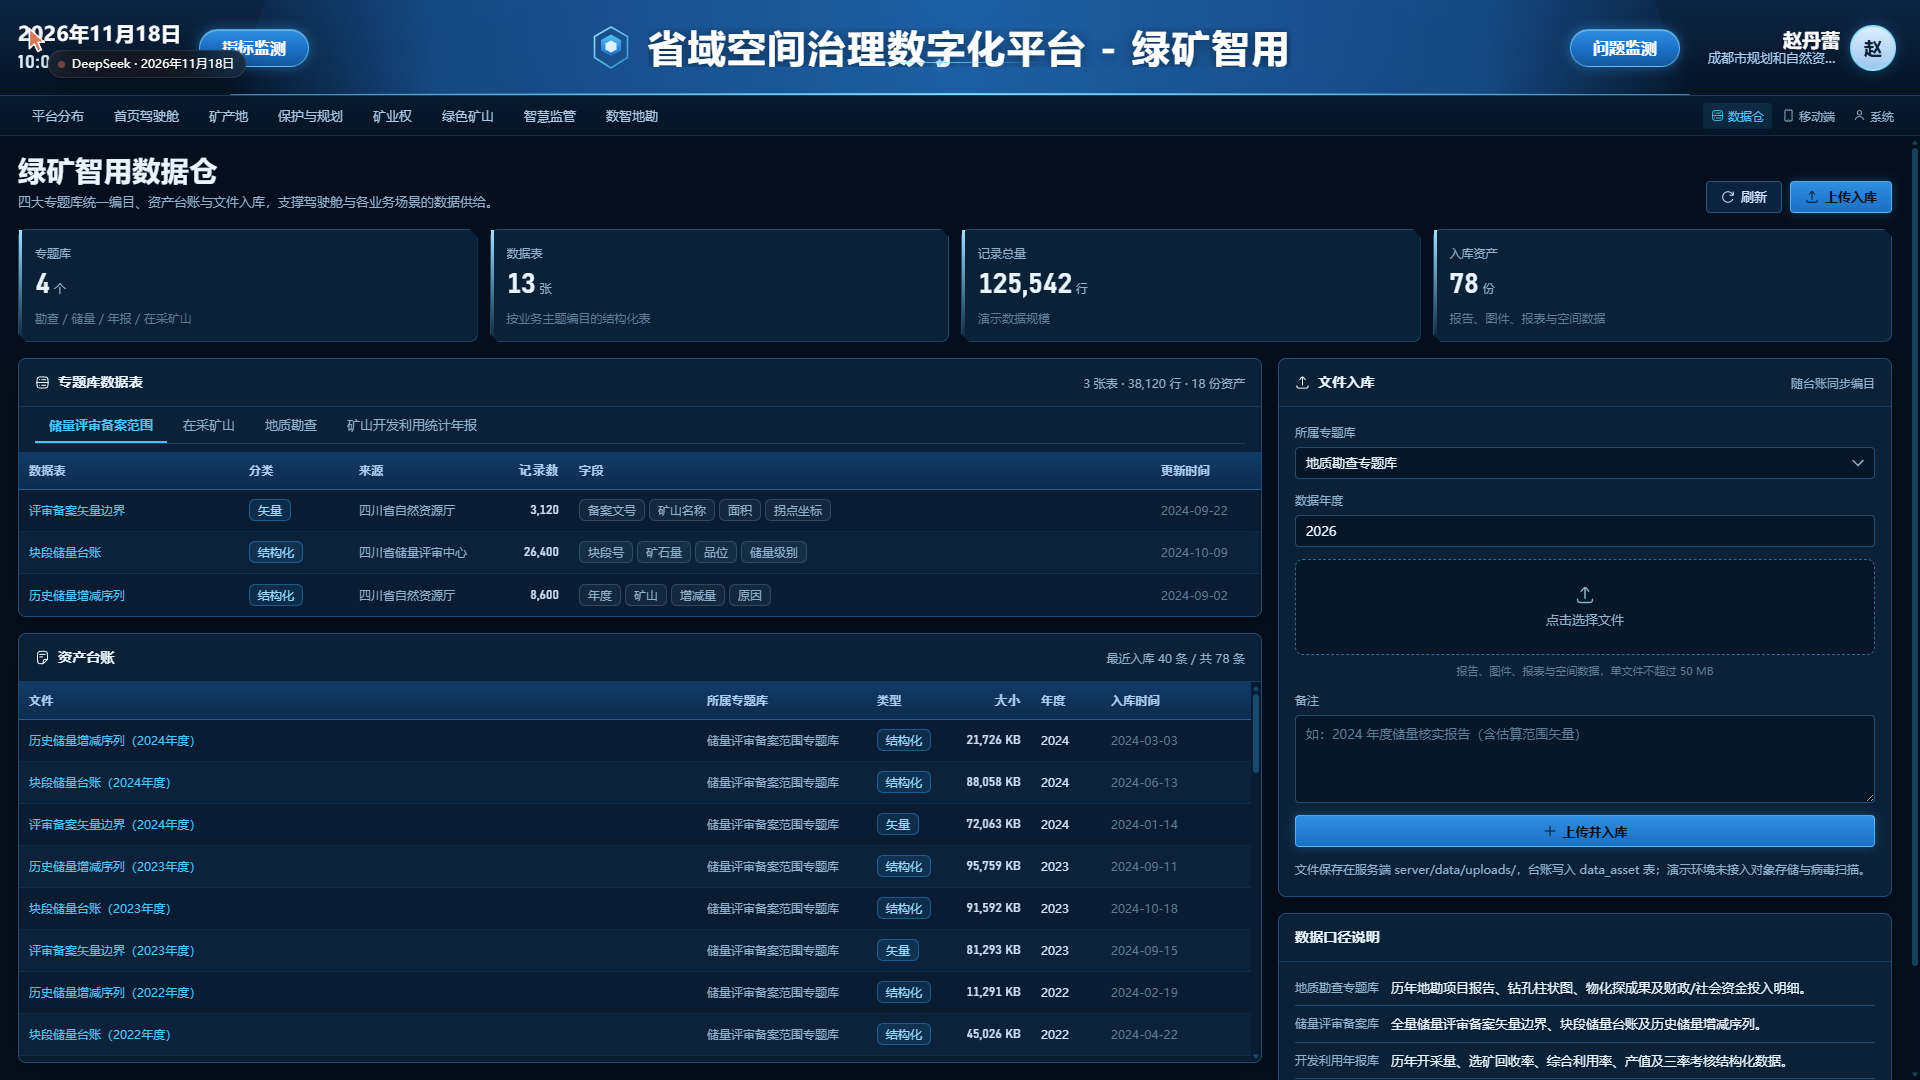 2026年11月18日
10:0
DeepSeek · 2026年11月18日
指标监测
省域空间治理数字化平台 - 绿矿智用
问题监测
赵丹蕾
成都市规划和自然资...
赵
平台分布
首页驾驶舱
矿产地
保护与规划
矿业权
绿色矿山
智慧监管
数智地勘
数据仓
移动端
系统
绿矿智用数据仓
四大专题库统一编目、资产台账与文件入库，支撑驾驶舱与各业务场景的数据供给。
刷新
上传入库
专题库
4 个
勘查 / 储量 / 年报 / 在采矿山
数据表
13 张
按业务主题编目的结构化表
记录总量
125,542 行
演示数据规模
入库资产
78 份
报告、图件、报表与空间数据
专题库数据表
3 张表 · 38,120 行 · 18 份资产
储量评审备案范围 在采矿山 地质勘查 矿山开发利用统计年报
数据表 分类 来源 记录数 字段 更新时间
评审备案矢量边界 矢量 四川省自然资源厅 3,120 备案文号 矿山名称 面积 拐点坐标 2024-09-22
块段储量台账 结构化 四川省储量评审中心 26,400 块段号 矿石量 品位 储量级别 2024-10-09
历史储量增减序列 结构化 四川省自然资源厅 8,600 年度 矿山 增减量 原因 2024-09-02
资产台账
最近入库 40 条 / 共 78 条
文件 所属专题库 类型 大小 年度 入库时间
历史储量增减序列（2024年度） 储量评审备案范围专题库 结构化 21,726 KB 2024 2024-03-03
块段储量台账（2024年度） 储量评审备案范围专题库 结构化 88,058 KB 2024 2024-06-13
评审备案矢量边界（2024年度） 储量评审备案范围专题库 矢量 72,063 KB 2024 2024-01-14
历史储量增减序列（2023年度） 储量评审备案范围专题库 结构化 95,759 KB 2023 2024-09-11
块段储量台账（2023年度） 储量评审备案范围专题库 结构化 91,592 KB 2023 2024-10-18
评审备案矢量边界（2023年度） 储量评审备案范围专题库 矢量 81,293 KB 2023 2024-09-15
历史储量增减序列（2022年度） 储量评审备案范围专题库 结构化 11,291 KB 2022 2024-02-19
块段储量台账（2022年度） 储量评审备案范围专题库 结构化 45,026 KB 2022 2024-04-22
文件入库
随台账同步编目
所属专题库
地质勘查专题库
数据年度
2026
点击选择文件
报告、图件、报表与空间数据，单文件不超过 50 MB
备注
如：2024 年度储量核实报告（含估算范围矢量）
上传并入库
文件保存在服务端 server/data/uploads/，台账写入 data_asset 表；演示环境未接入对象存储与病毒扫描。
数据口径说明
地质勘查专题库 历年地勘项目报告、钻孔柱状图、物化探成果及财政/社会资金投入明细。
储量评审备案库 全量储量评审备案矢量边界、块段储量台账及历史储量增减序列。
开发利用年报库 历年开采量、选矿回收率、综合利用率、产值及三率考核结构化数据。